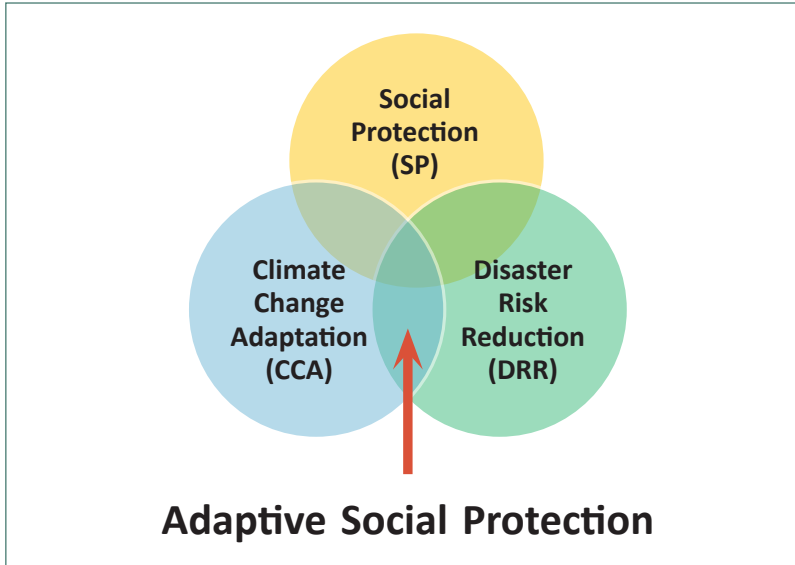 Social
Protection
(SP)
Climate
Change
Adaptation
(CCA)
Disaster
Risk
Reduction
(DRR)
Adaptive Social Protection